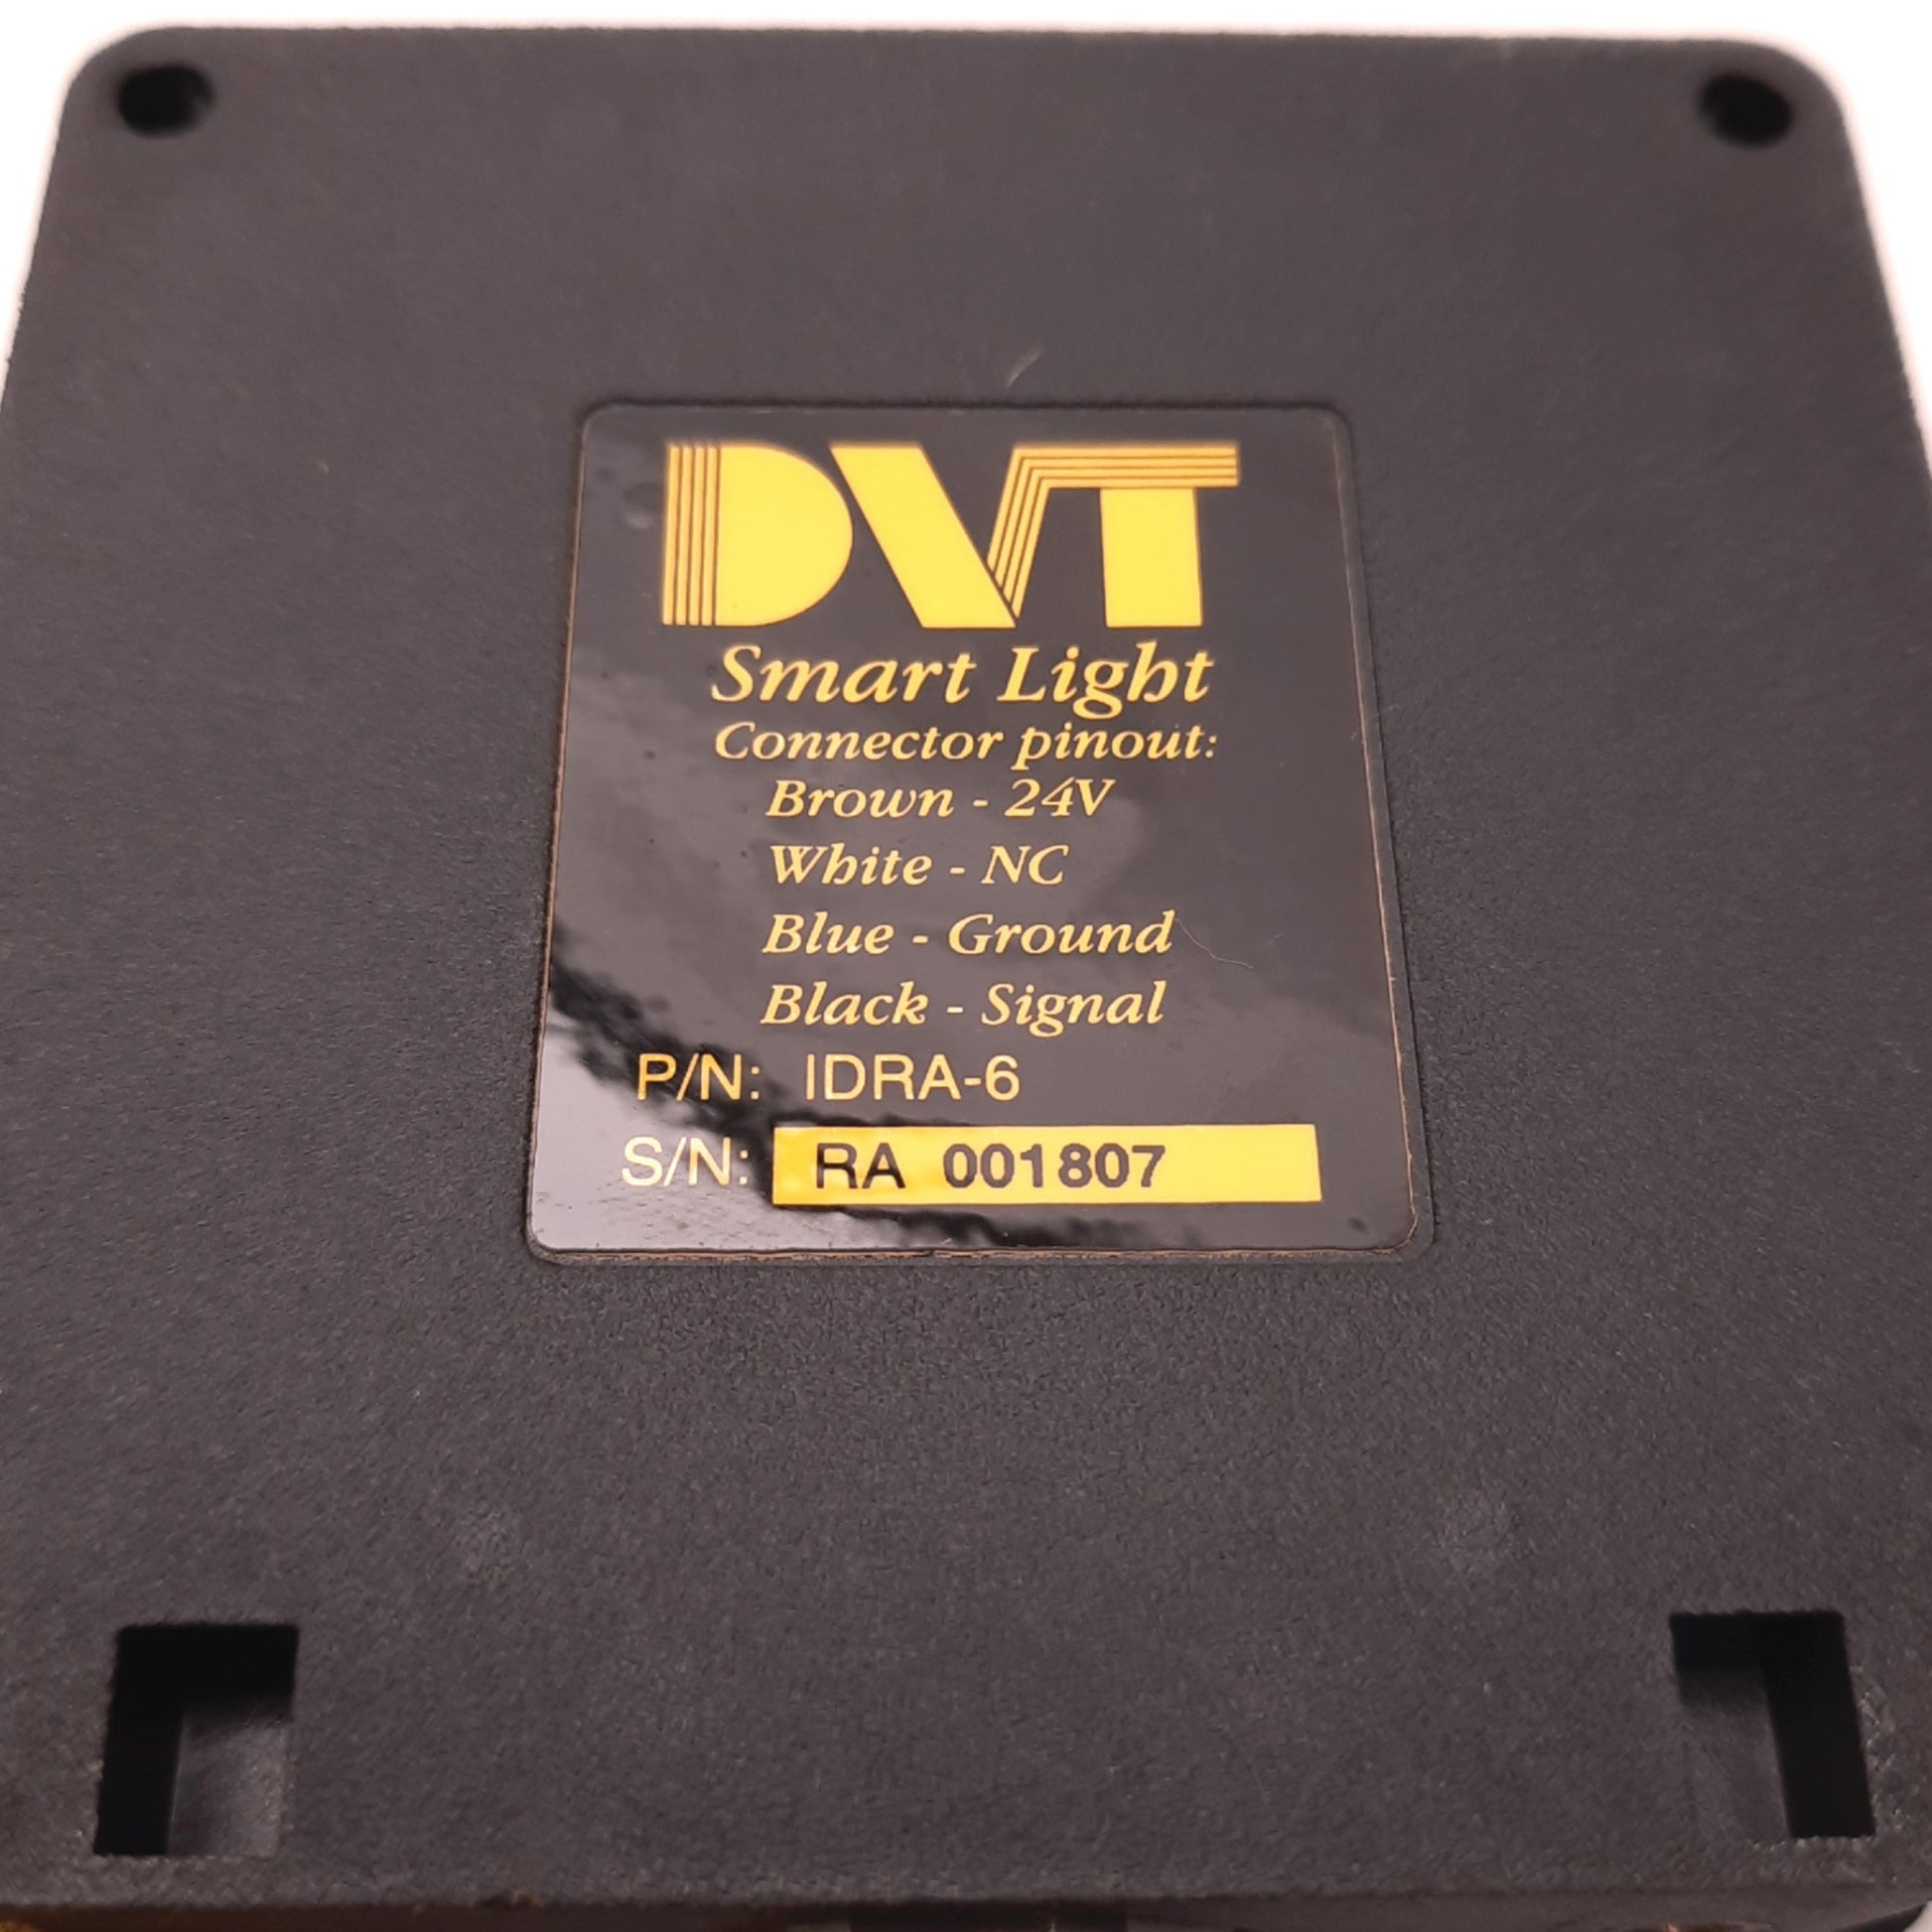 DVT
Smart Light
Connector pinout:
Brown - 24V
White - NC
Blue - Ground
Black - Signal
P/N: IDRA-6
S/N: RA 001807